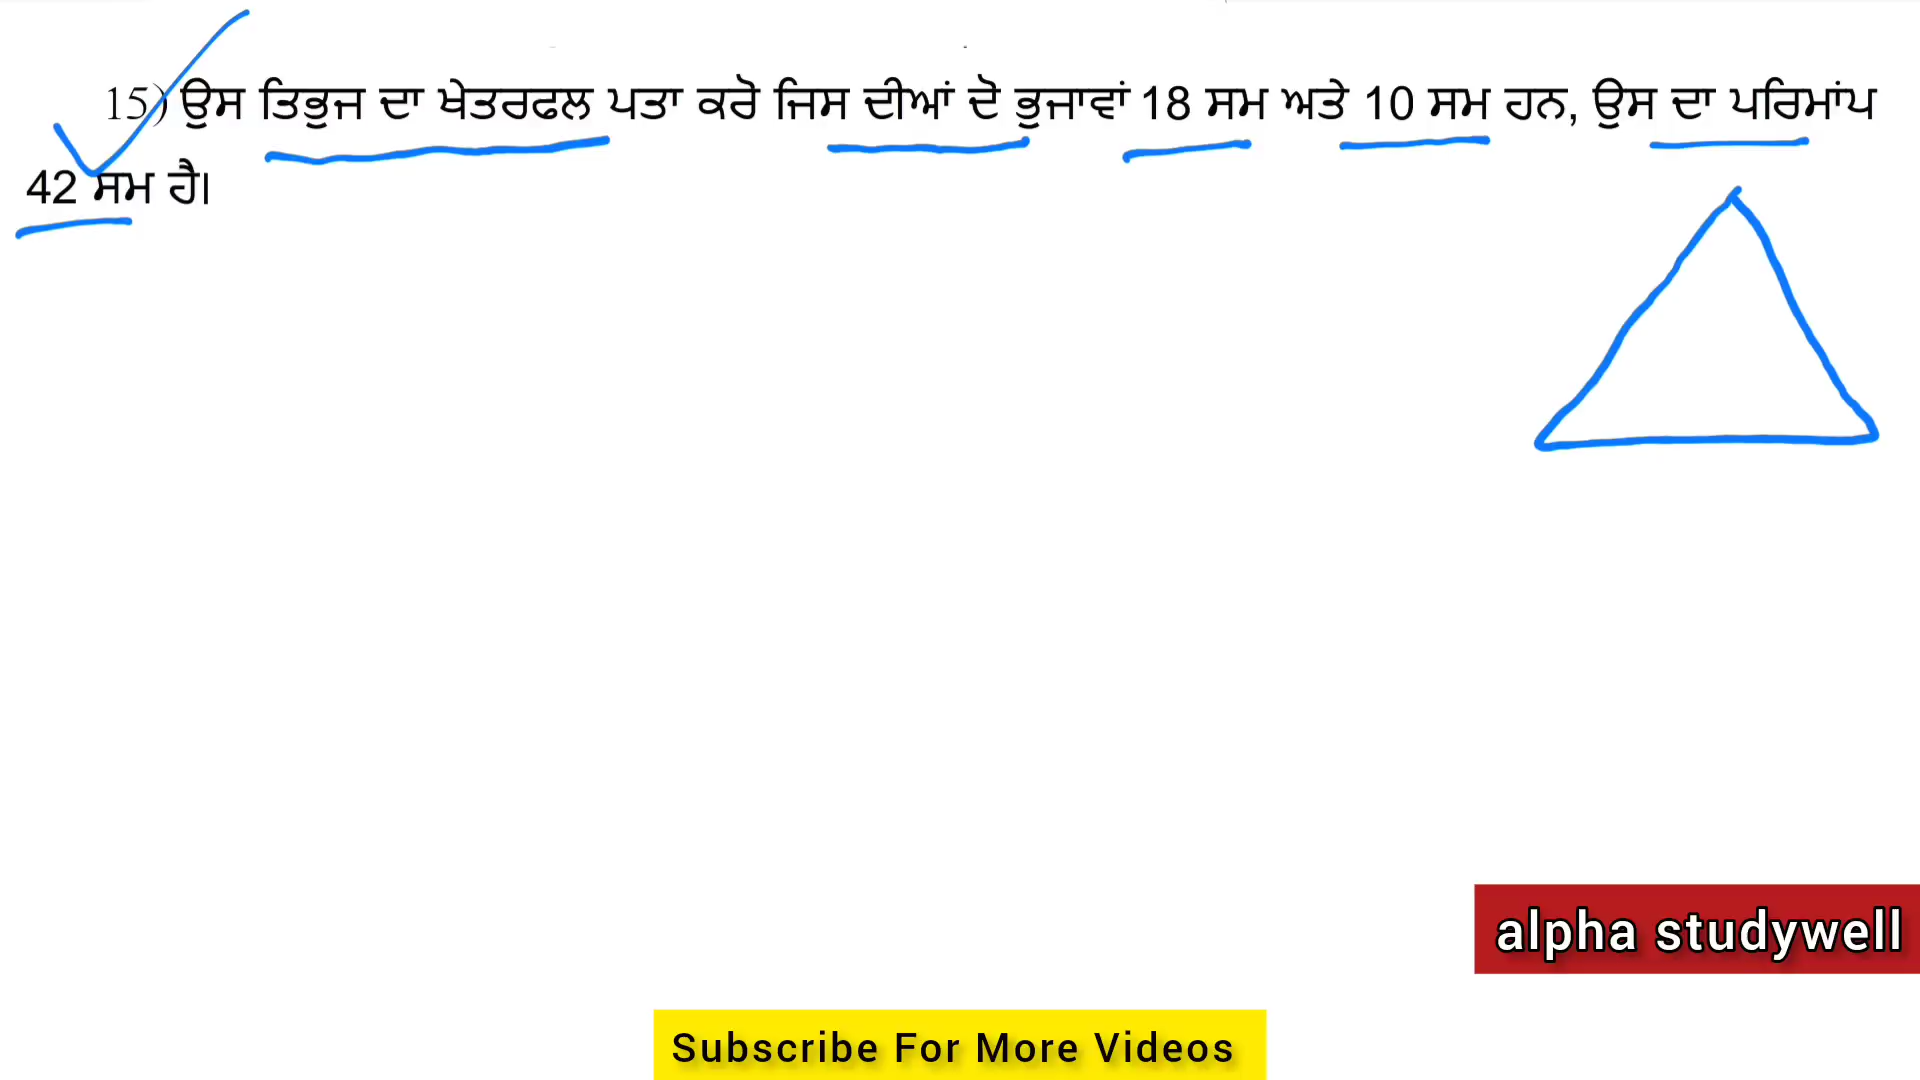 15) ਉਸ ਤਿਭੁਜ ਦਾ ਖੇਤਰਫਲ ਪਤਾ ਕਰੋ ਜਿਸ ਦੀਆਂ ਦੋ ਭੁਜਾਵਾਂ 18 ਸਮ ਅਤੇ 10 ਸਮ ਹਨ, ਉਸ ਦਾ ਪਰਿਮਾਂਪ
42 ਸਮ ਹੈ।
alpha studywell
Subscribe For More Videos